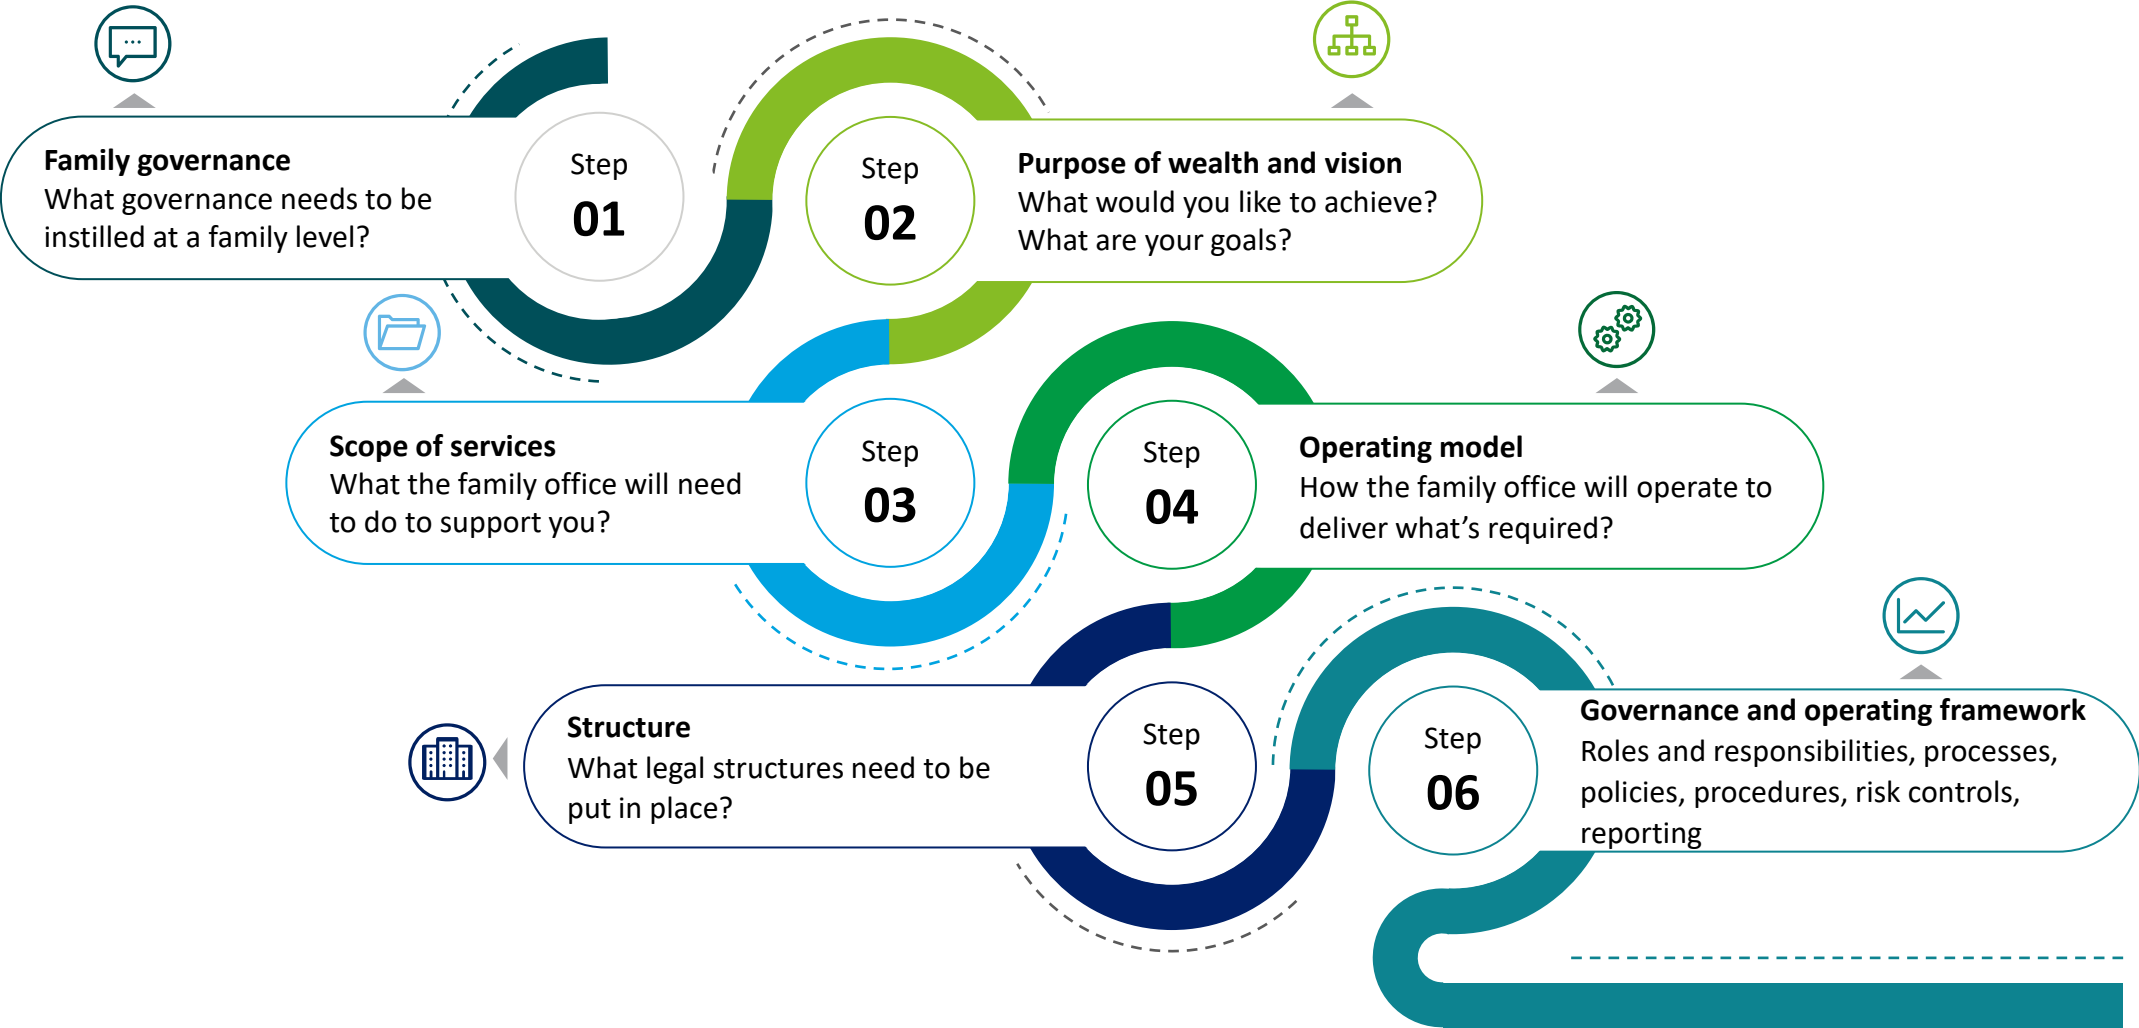 Step
01
Family governance
What governance needs to be
instilled at a family level?
Step
02
Purpose of wealth and vision
What would you like to achieve?
What are your goals?
Step
03
Scope of services
What the family office will need
to do to support you?
Step
04
Operating model
How the family office will operate to
deliver what’s required?
Step
05
Structure
What legal structures need to be
put in place?
Step
06
Governance and operating framework
Roles and responsibilities, processes,
policies, procedures, risk controls,
reporting